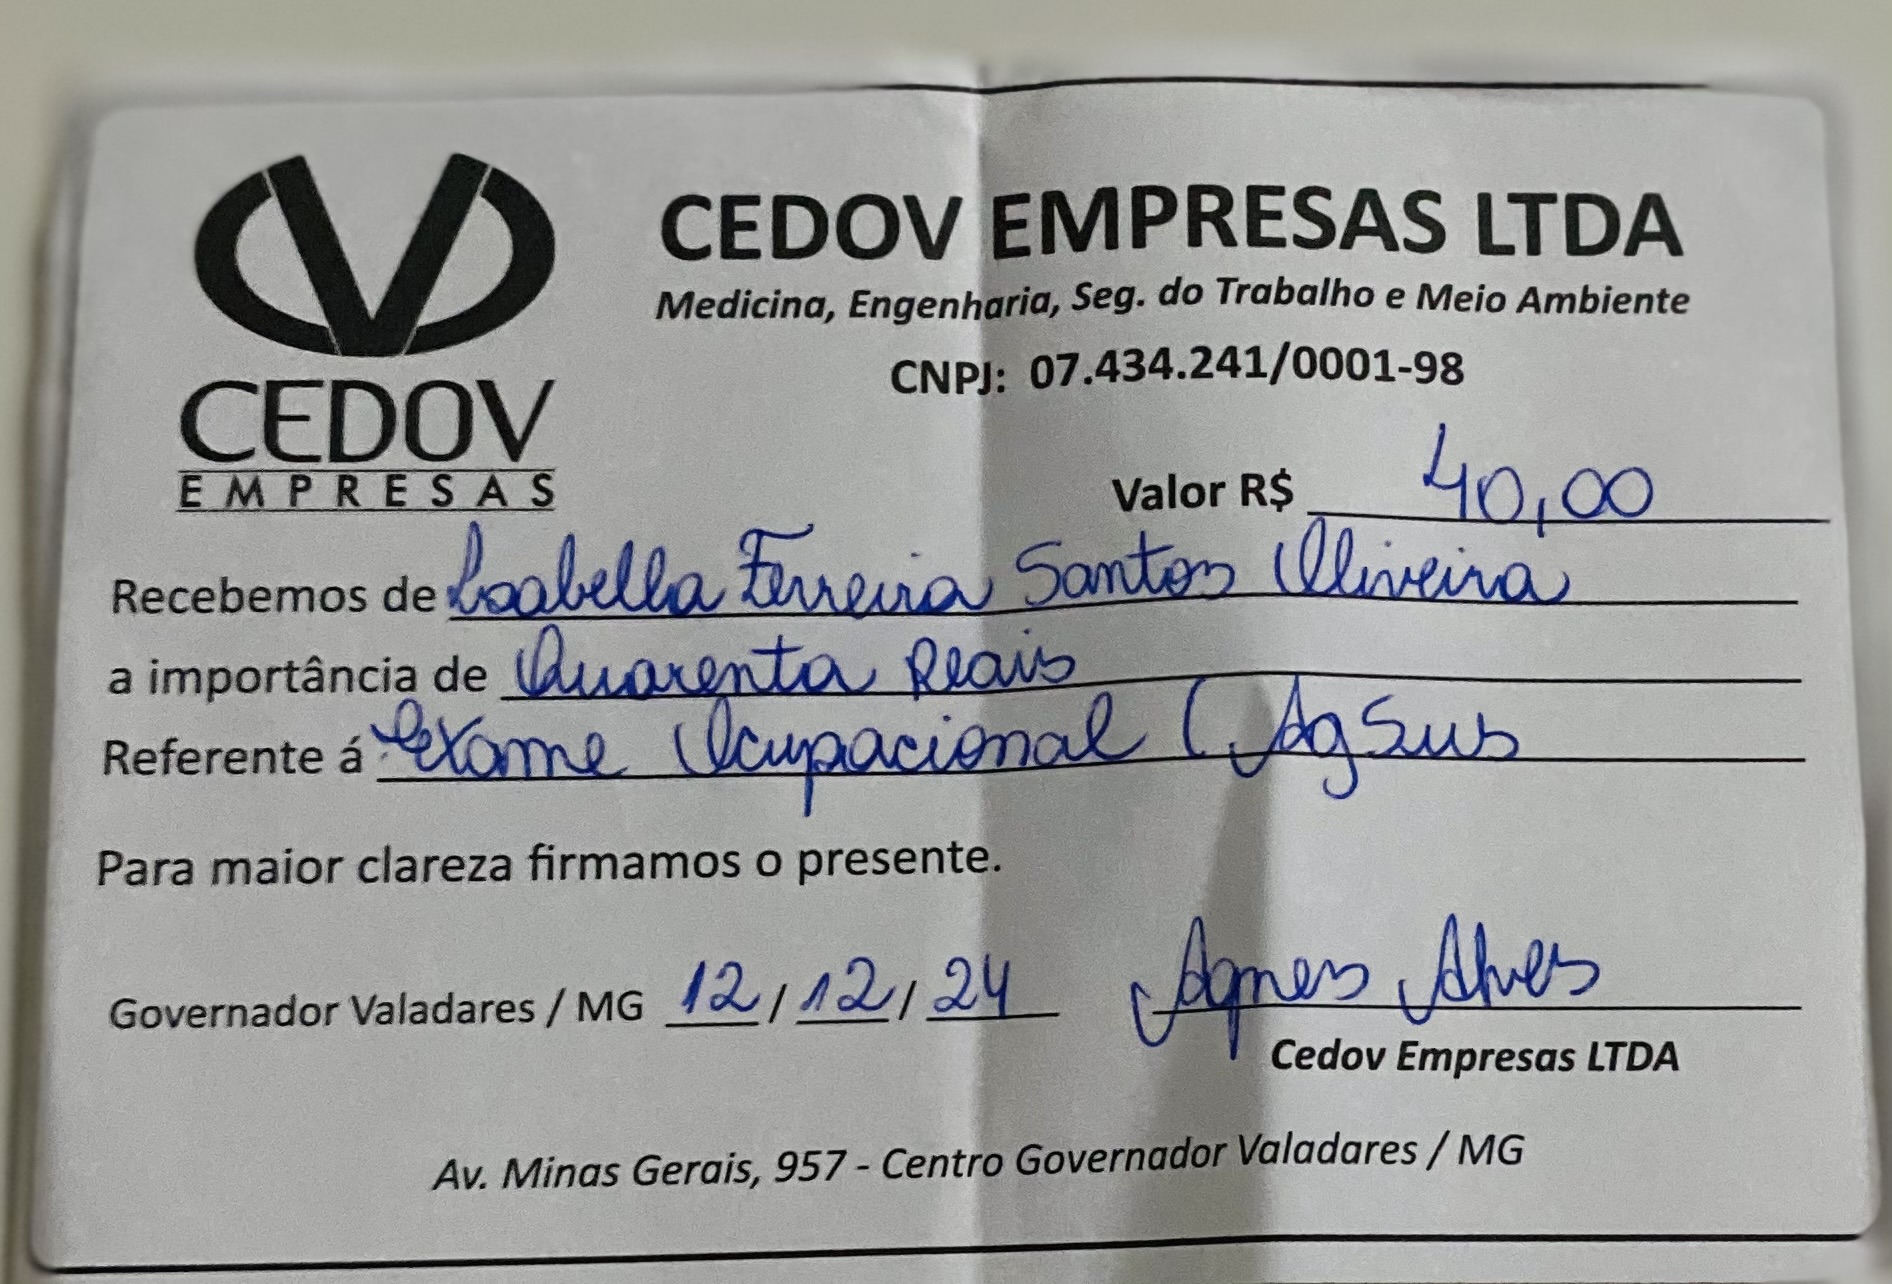 CEDOV
EMPRESAS
CEDOV EMPRESAS LTDA
Medicina, Engenharia, Seg. do Trabalho e Meio Ambiente
CNPJ: 07.434.241/0001-98
Valor R$ 40,00
Recebemos de Isabella Ferreira Santos Oliveira
a importância de Quarenta Reais
Referente á Exame Ocupacional ( AgSus
Para maior clareza firmamos o presente.
Governador Valadares / MG 12/12/24 Agnes Alves
Cedov Empresas LTDA
Av. Minas Gerais, 957 - Centro Governador Valadares / MG